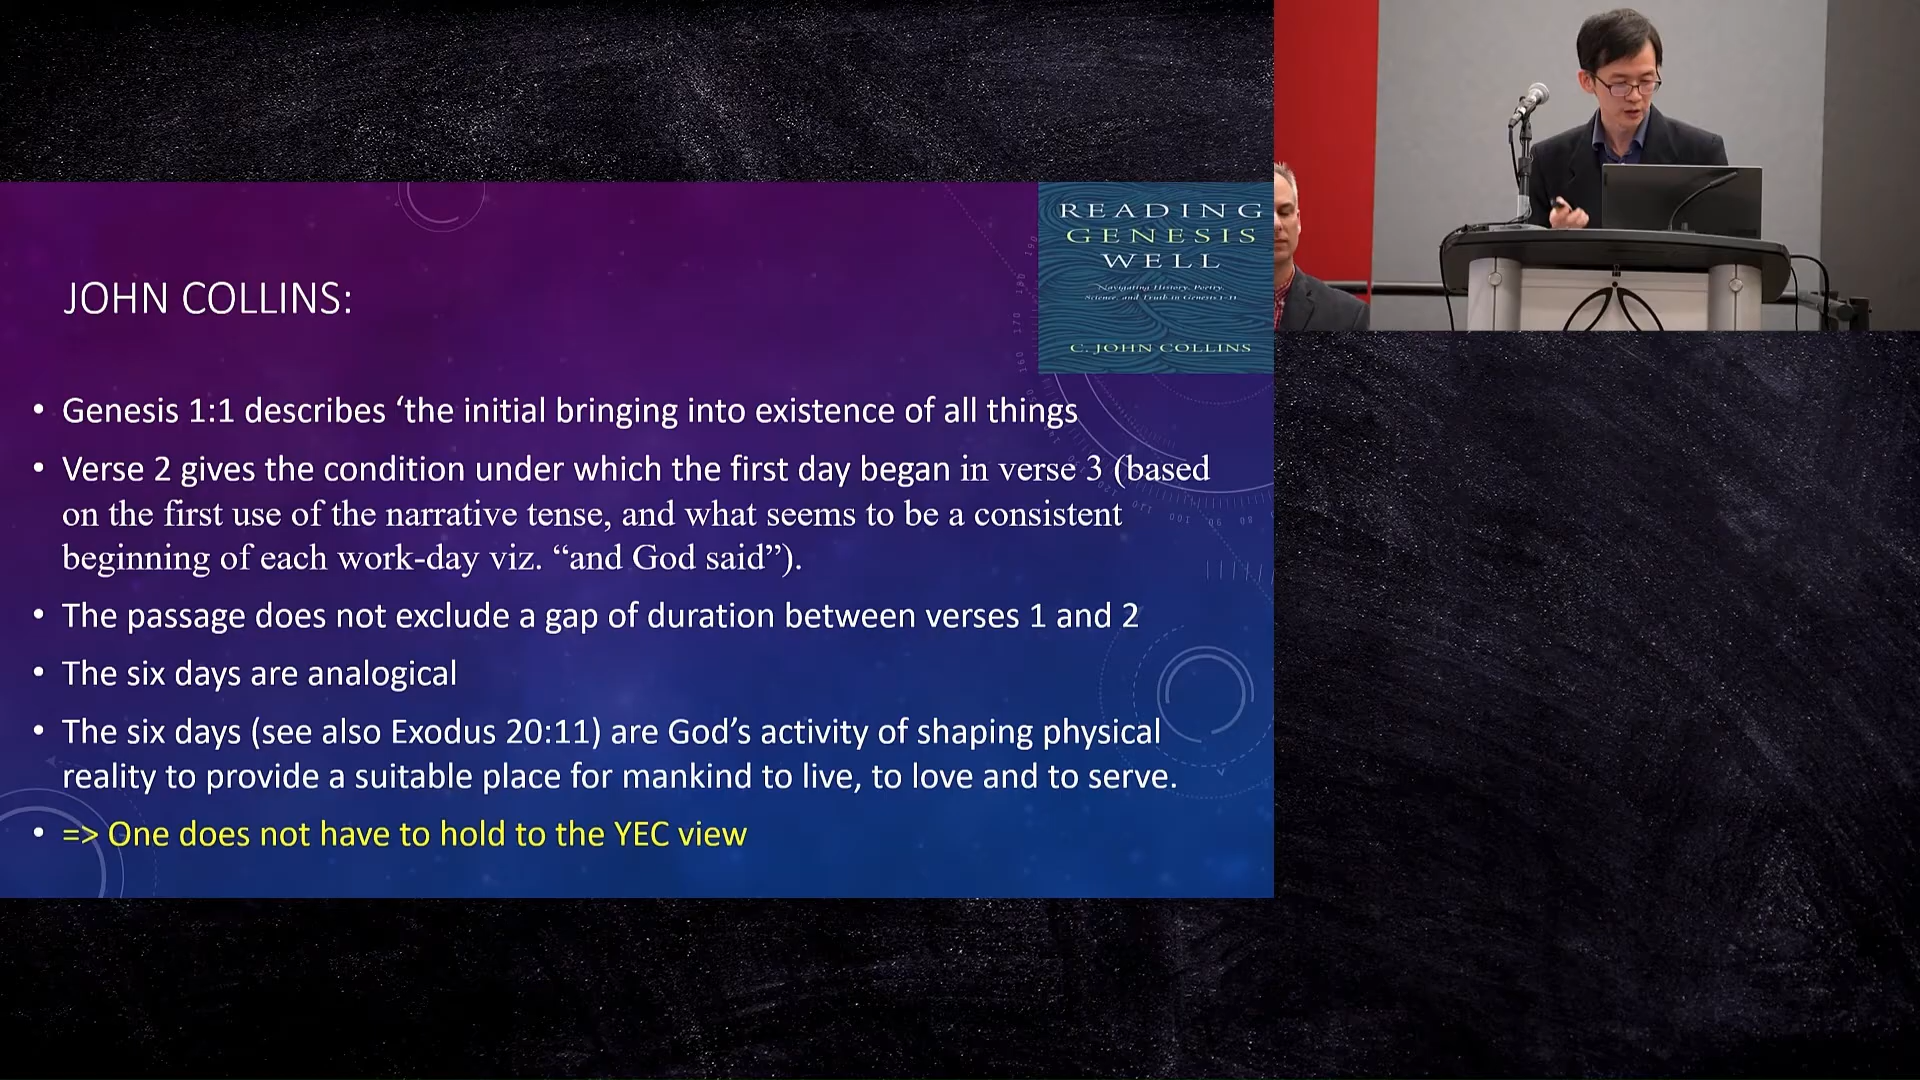 READING
GENESIS
WELL
Navigating History, Poetry,
Science, and Truth in Genesis 1–11
C. JOHN COLLINS
JOHN COLLINS:
• Genesis 1:1 describes ‘the initial bringing into existence of all things
• Verse 2 gives the condition under which the first day began in verse 3 (based
on the first use of the narrative tense, and what seems to be a consistent
beginning of each work-day viz. “and God said”).
• The passage does not exclude a gap of duration between verses 1 and 2
• The six days are analogical
• The six days (see also Exodus 20:11) are God’s activity of shaping physical
reality to provide a suitable place for mankind to live, to love and to serve.
• => One does not have to hold to the YEC view